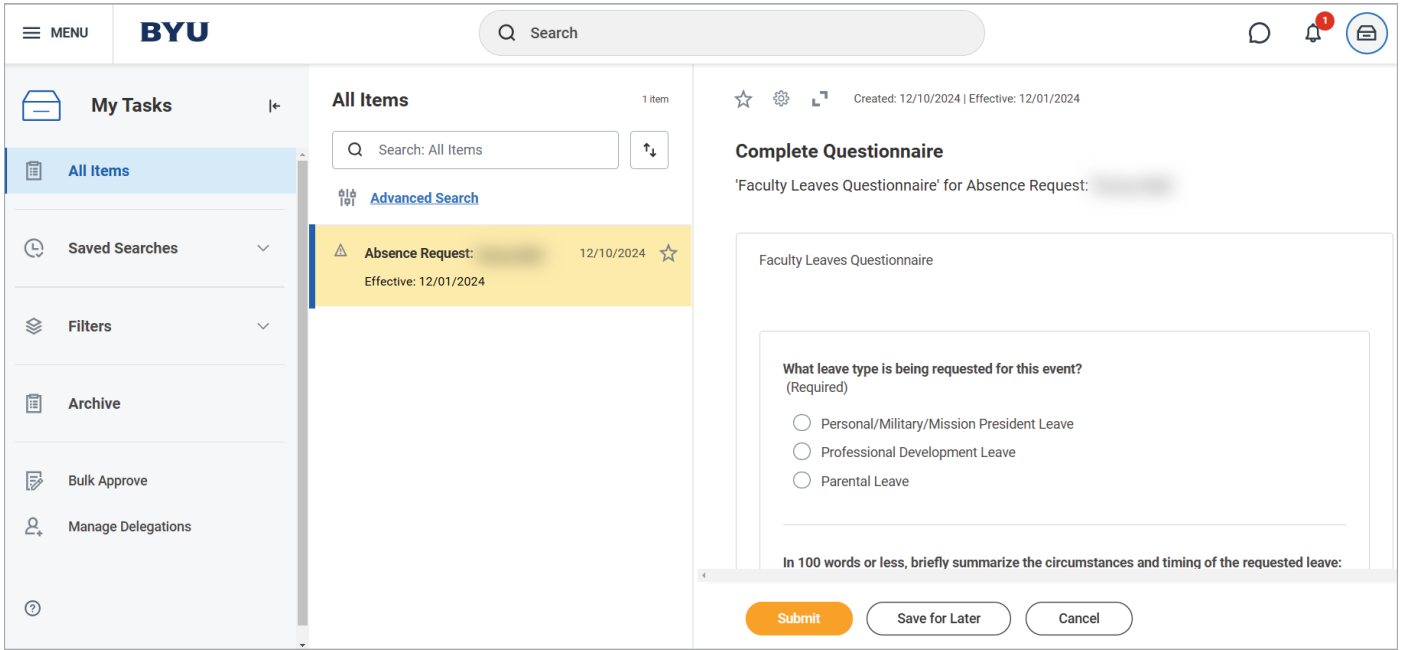 MENU
BYU
Search
1
My Tasks
All Items
Saved Searches
Filters
Archive
Bulk Approve
Manage Delegations
All Items
1 item
Search: All Items
Advanced Search
Absence Request:
12/10/2024
Effective: 12/01/2024
Created: 12/10/2024 | Effective: 12/01/2024
Complete Questionnaire
'Faculty Leaves Questionnaire' for Absence Request:
Faculty Leaves Questionnaire
What leave type is being requested for this event?
(Required)
Personal/Military/Mission President Leave
Professional Development Leave
Parental Leave
In 100 words or less, briefly summarize the circumstances and timing of the requested leave:
Submit
Save for Later
Cancel